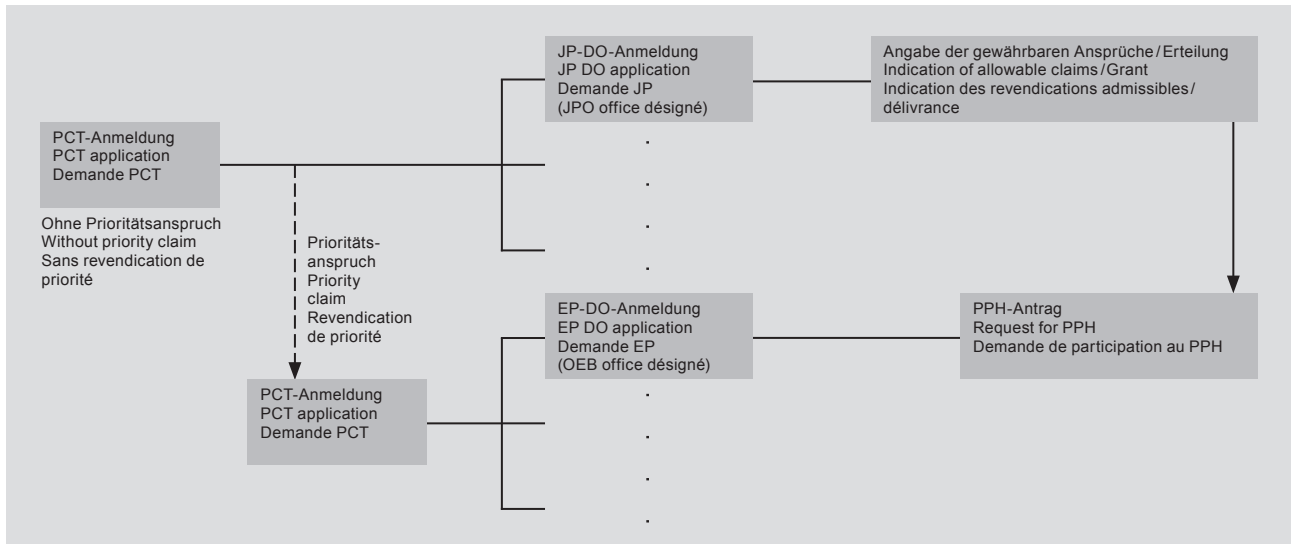 JP-DO-Anmeldung
JP DO application
Demande JP
(JPO office désigné)
Angabe der gewährbaren Ansprüche/Erteilung
Indication of allowable claims/Grant
Indication des revendications admissibles/
délivrance
PCT-Anmeldung
PCT application
Demande PCT
Ohne Prioritätsanspruch
Without priority claim
Sans revendication de
priorité
Prioritäts-
anspruch
Priority
claim
Revendication
de priorité
EP-DO-Anmeldung
EP DO application
Demande EP
(OEB office désigné)
PPH-Antrag
Request for PPH
Demande de participation au PPH
PCT-Anmeldung
PCT application
Demande PCT